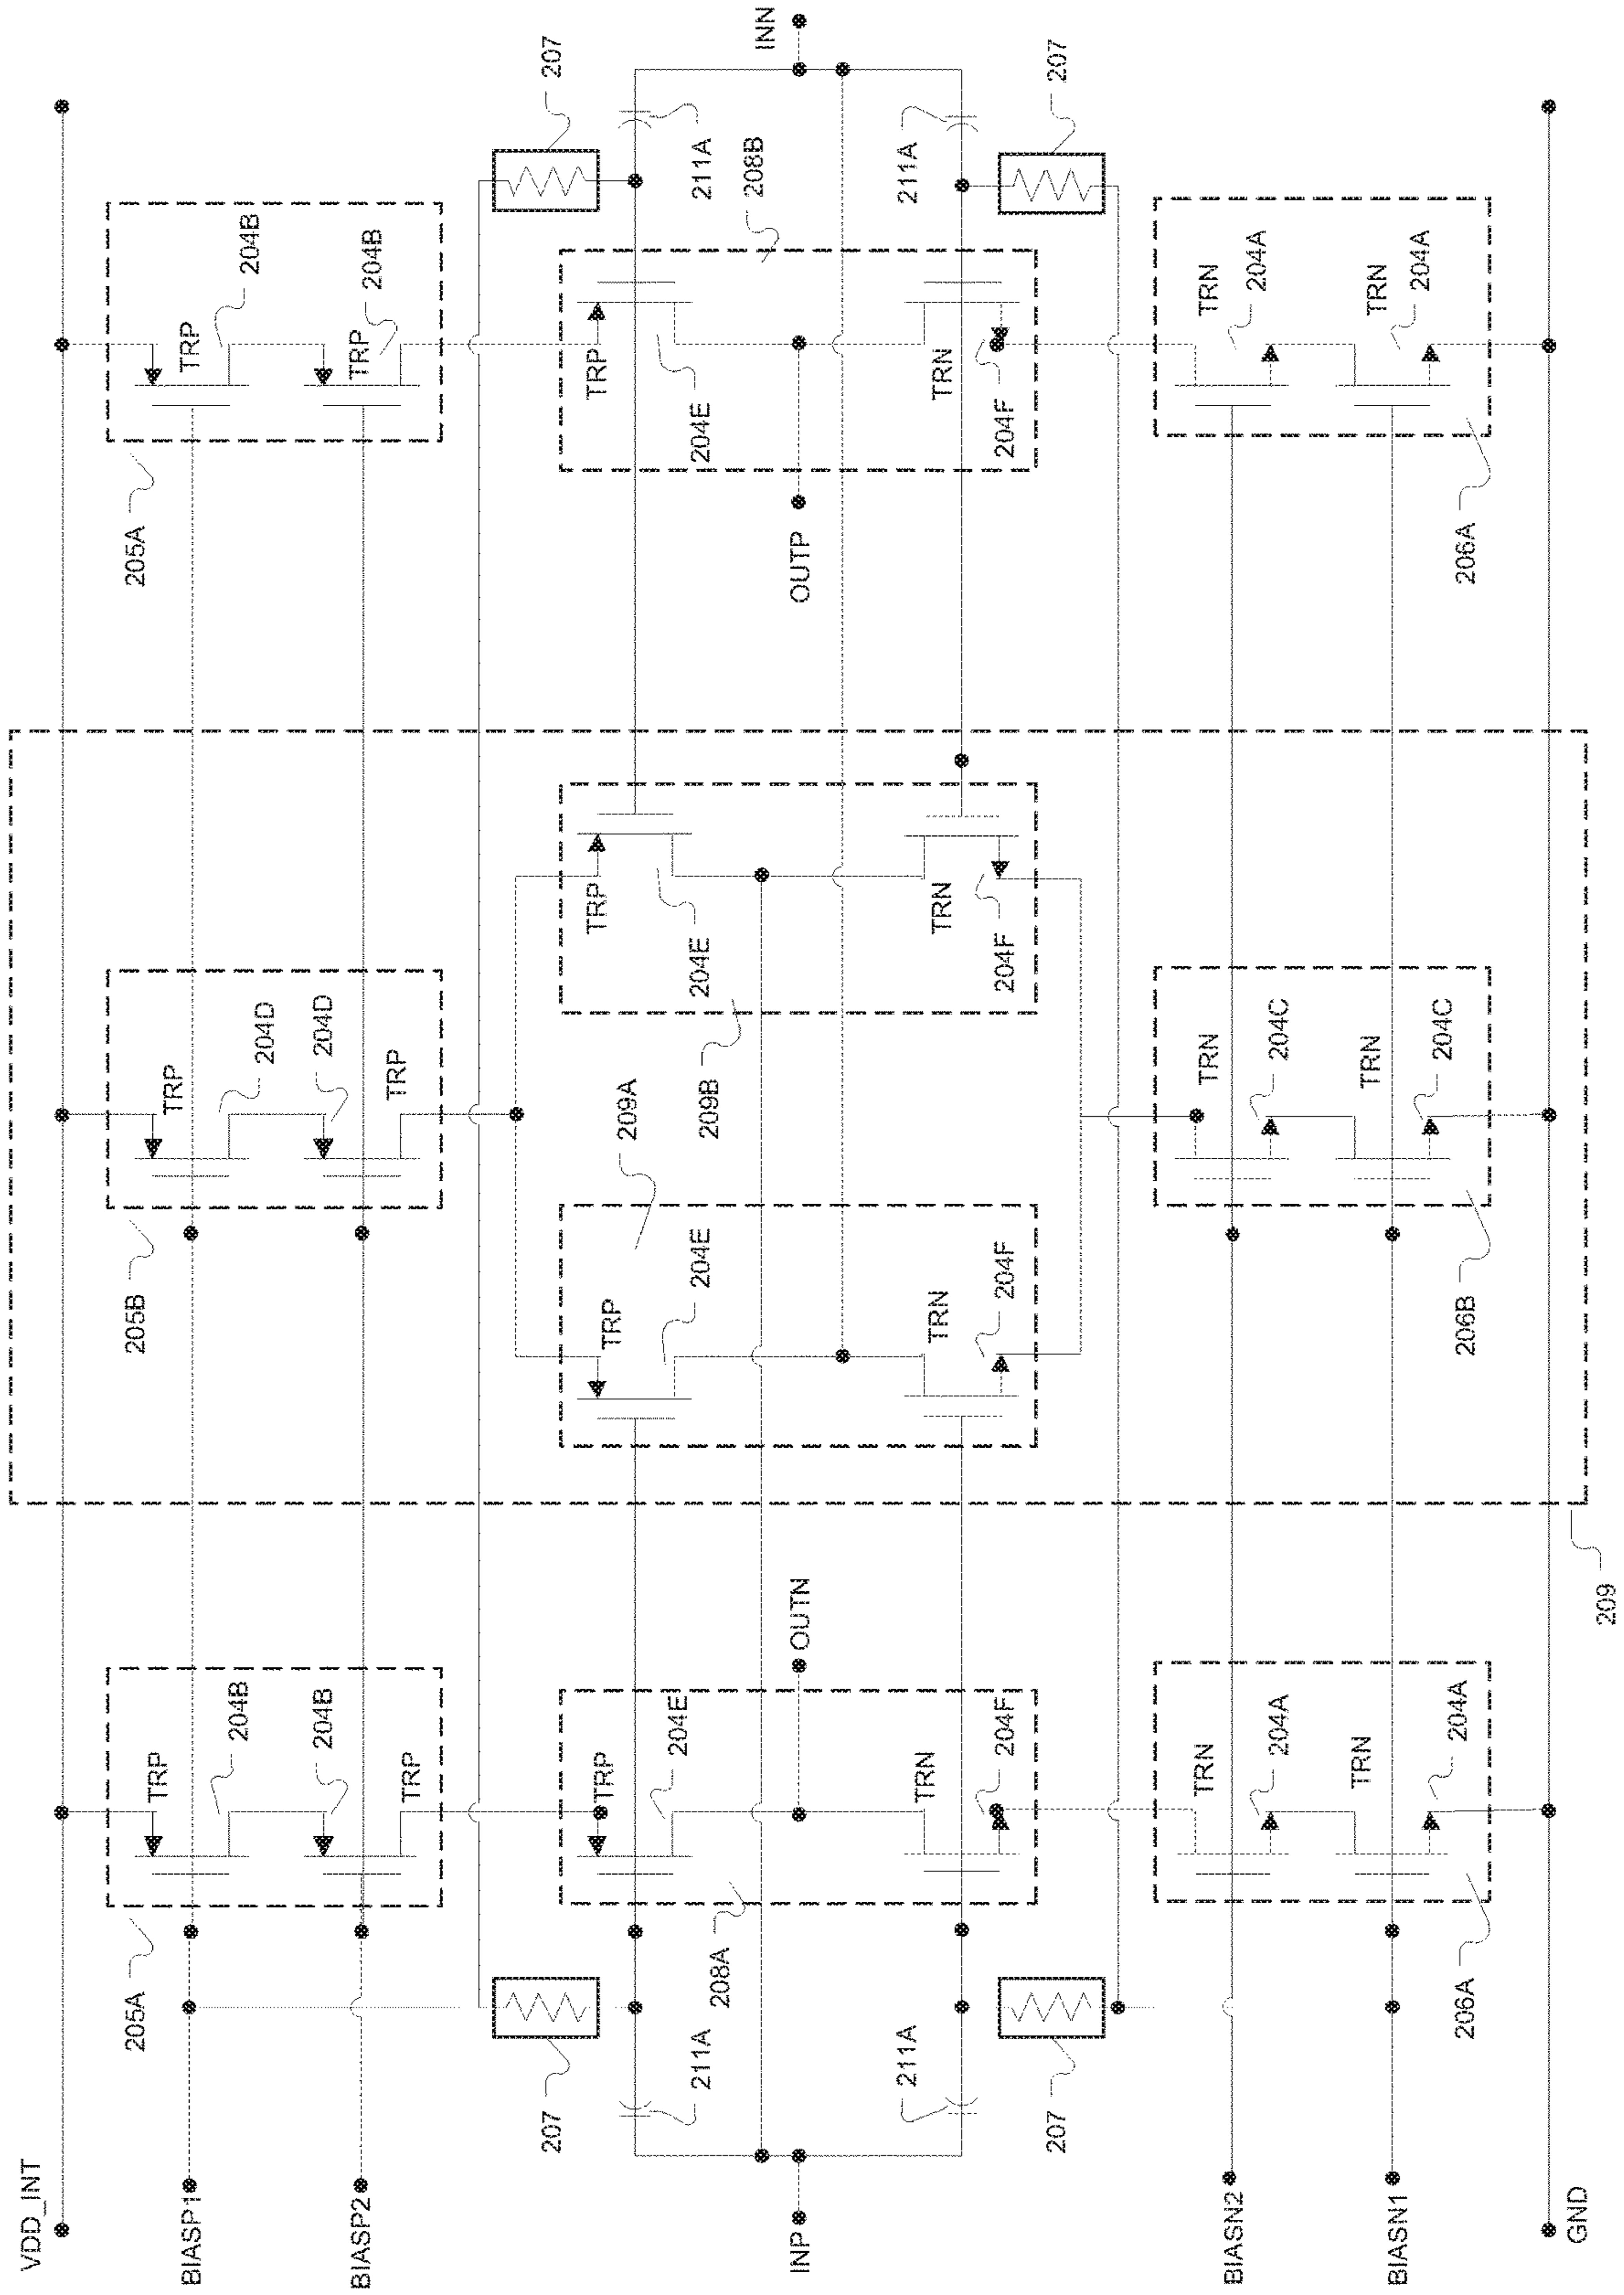 VDD_INT
205A
205B
205A
TRP
TRP
TRP
BIASP1
204B
204D
204B
204B
204D
TRP
204B
BIASP2
TRP
TRP
207
207
TRP
TRP
TRP
TRP
209A
204E
204E
204E
204E
211A
211A
208A
209B
208B
INN
INP
OUTN
OUTP
211A
211A
TRN
TRN
TRN
TRN
204F
204F
204F
204F
207
207
TRN
TRN
TRN
BIASN2
204A
204C
204A
TRN
TRN
TRN
BIASN1
204A
204C
204A
206A
206B
206A
GND
209